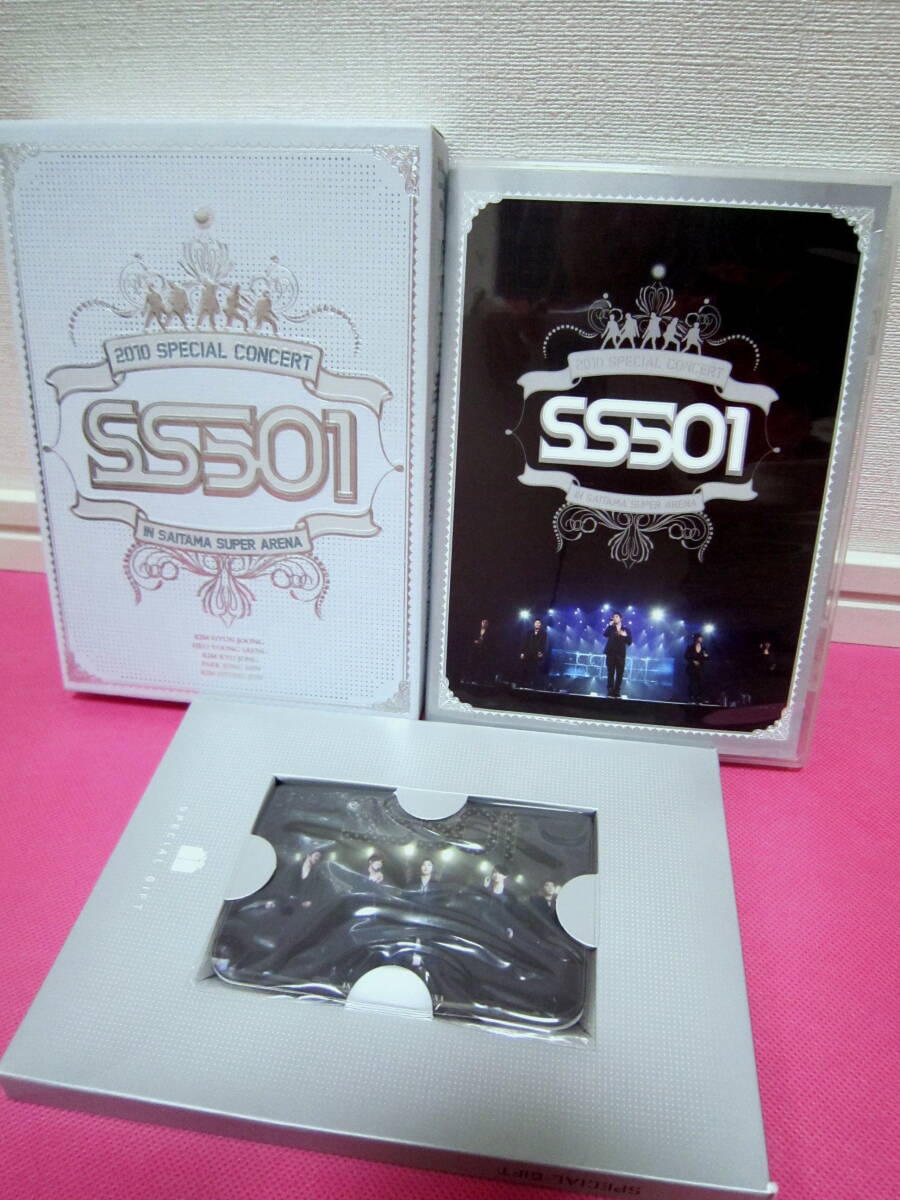 2010 SPECIAL CONCERT
SS501
IN SAITAMA SUPER ARENA
KIM HYUN JOONG
HEO YOUNG SAENG
KIM KYU JONG
PARK JUNG MIN
KIM HYUNG JUN
2010 SPECIAL CONCERT
SS501
IN SAITAMA SUPER ARENA
SPECIAL GIFT
SPECIAL GIFT